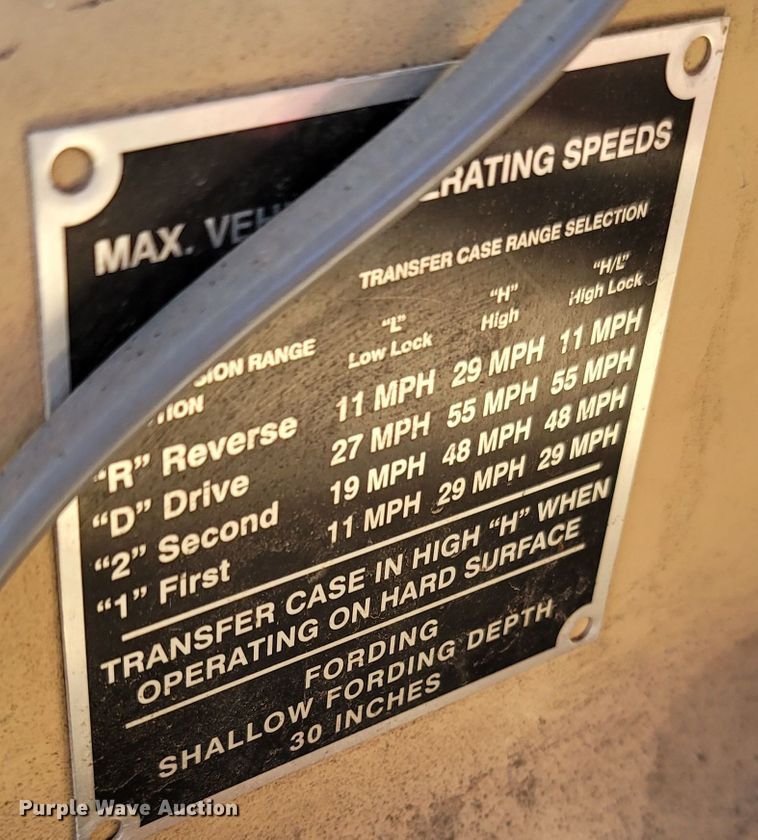 MAX. VEH ERATING SPEEDS
TRANSFER CASE RANGE SELECTION
"L" "H" "H/L"
SION RANGE Low Lock High High Lock
TION
"R" Reverse 11 MPH 29 MPH 11 MPH
"D" Drive 27 MPH 55 MPH 55 MPH
"2" Second 19 MPH 48 MPH 48 MPH
"1" First 11 MPH 29 MPH 29 MPH
TRANSFER CASE IN HIGH "H" WHEN
OPERATING ON HARD SURFACE
FORDING
SHALLOW FORDING DEPTH
30 INCHES
Purple Wave Auction